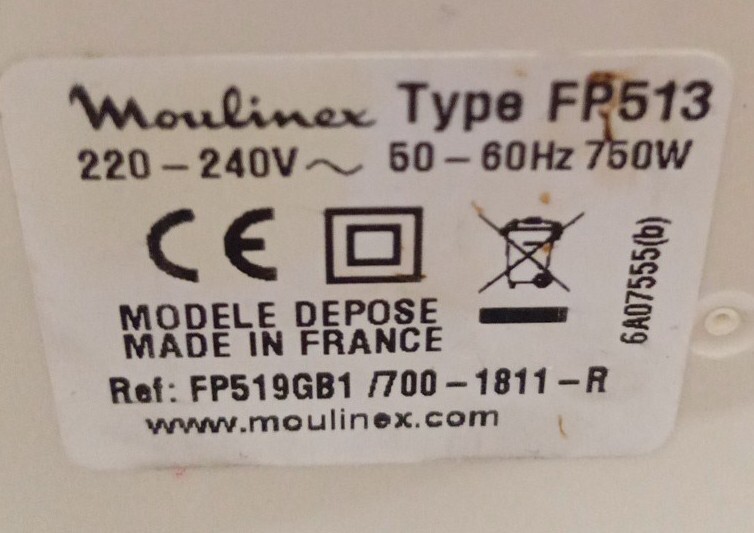 Moulinex Type FP513
220-240V~ 50-60Hz 750W
CE
6A07555(b)
MODELE DEPOSE
MADE IN FRANCE
Ref: FP519GB1 /700-1811-R
www.moulinex.com